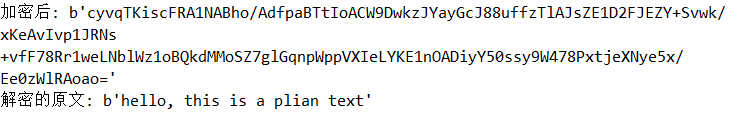 加密后: b'cyvqTKiscFRA1NABho/AdfpaBTtIoACW9DwkzJYayGcJ88uffzTlAJsZE1D2FJEZY+Svwk/
xKeAvIvp1JRNs
+vfF78Rr1weLNblWz1oBQkdMMoSZ7glGqnpWppVXIeLYKE1nOADiyY50ssy9W478PxtjeXNye5x/
Ee0zWlRAoao='
解密的原文: b'hello, this is a plian text'